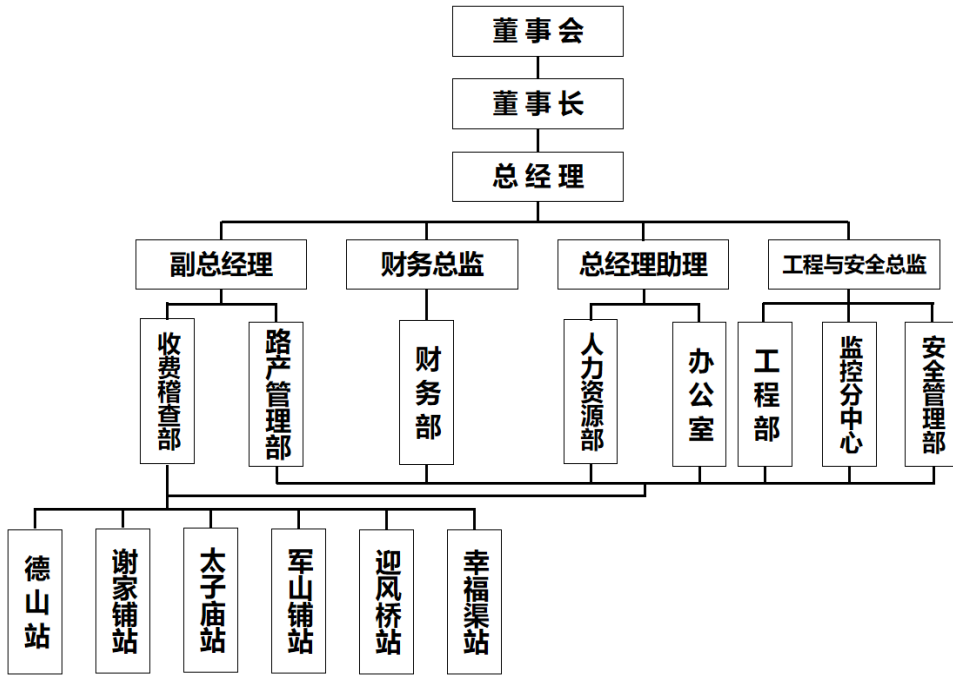 董事会
董事长
总经理
副总经理
财务总监
总经理助理
工程与安全总监
收费稽查部
路产管理部
财务部
人力资源部
办公室
工程部
监控分中心
安全管理部
德山站
谢家铺站
太子庙站
军山铺站
迎风桥站
幸福渠站